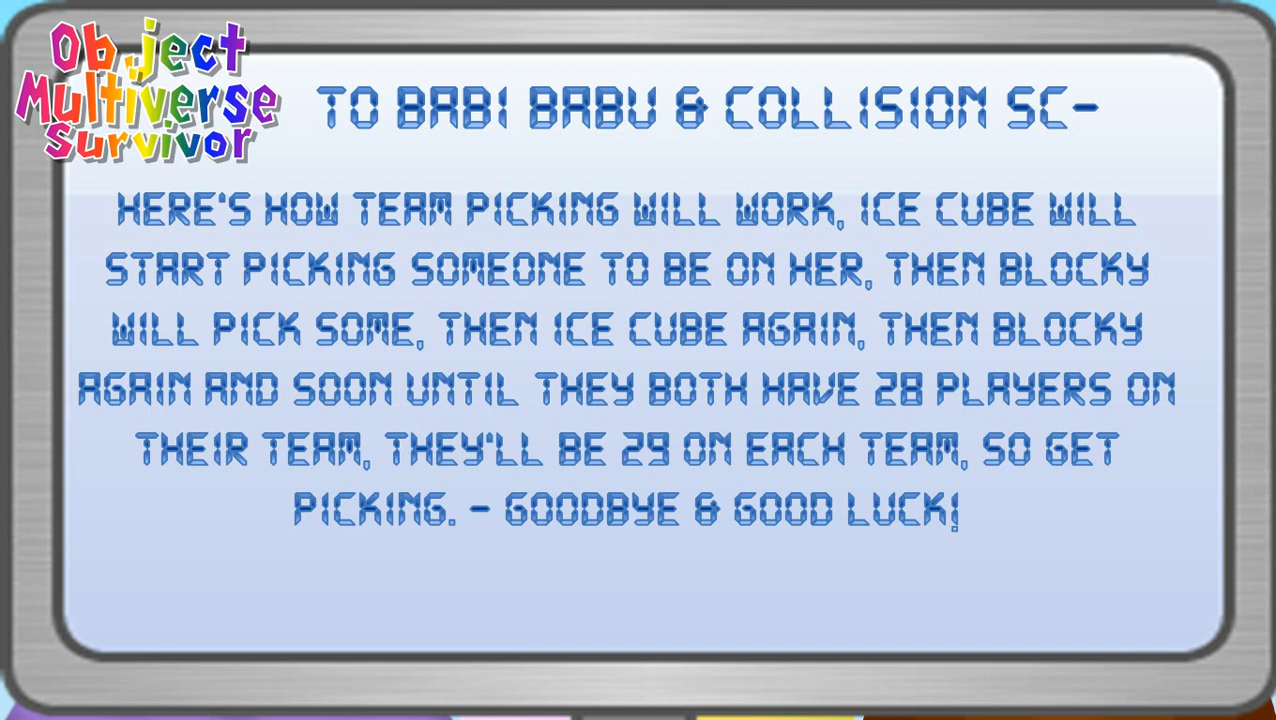 Object
Multiverse
Survivor
TO BABI BABU & COLLISION SC-
HERE'S HOW TEAM PICKING WILL WORK, ICE CUBE WILL
START PICKING SOMEONE TO BE ON HER, THEN BLOCKY
WILL PICK SOME, THEN ICE CUBE AGAIN, THEN BLOCKY
AGAIN AND SOON UNTIL THEY BOTH HAVE 28 PLAYERS ON
THEIR TEAM, THEY'LL BE 29 ON EACH TEAM, SO GET
PICKING. - GOODBYE & GOOD LUCK!